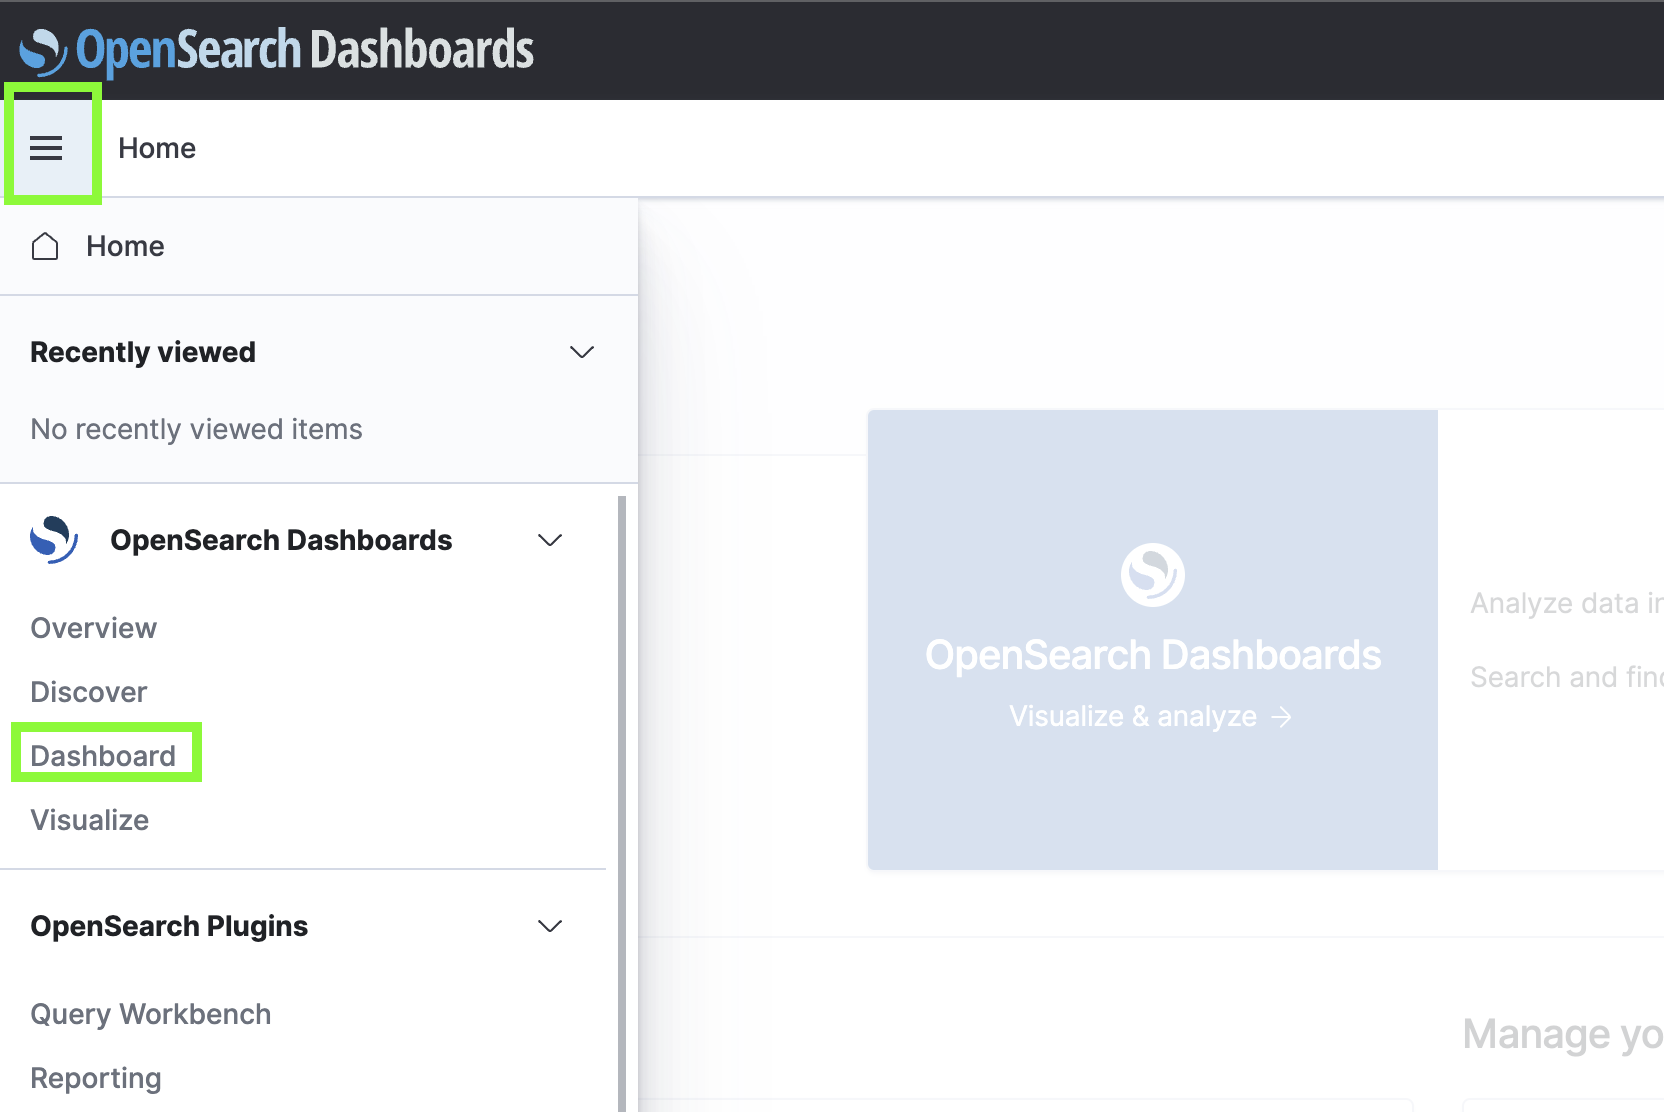 OpenSearch Dashboards
Home
Home
Recently viewed
No recently viewed items
OpenSearch Dashboards
Overview
Discover
Dashboard
Visualize
OpenSearch Plugins
Query Workbench
Reporting
OpenSearch Dashboards
Visualize & analyze →
Analyze data in
Search and find
Manage yo